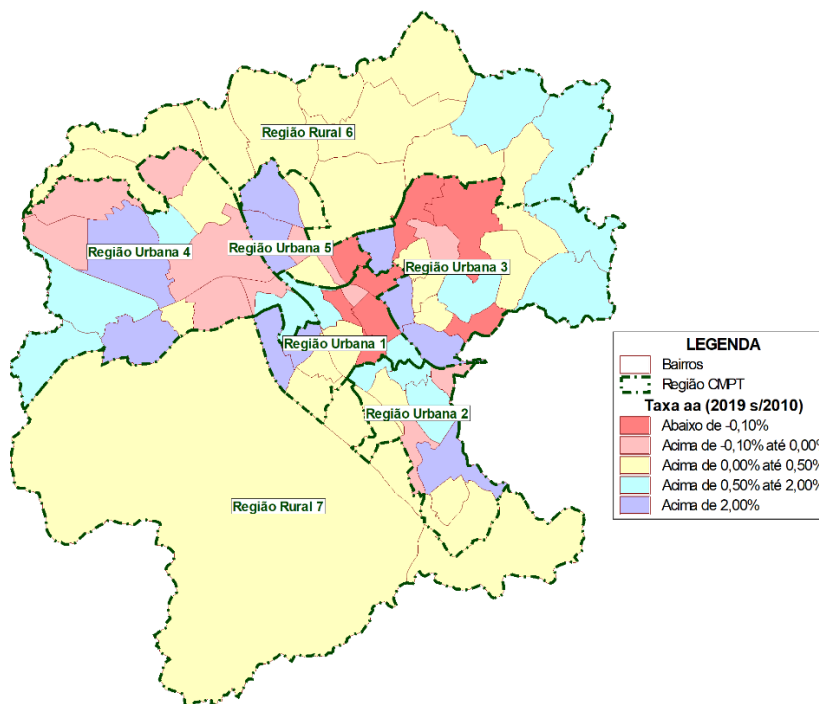 Região Rural 6
Região Urbana 4
Região Urbana 5
Região Urbana 3
Região Urbana 1
Região Urbana 2
Região Rural 7
LEGENDA
Bairros
Região CMPT
Taxa aa (2019 s/2010)
Abaixo de -0,10%
Acima de -0,10% até 0,00%
Acima de 0,00% até 0,50%
Acima de 0,50% até 2,00%
Acima de 2,00%